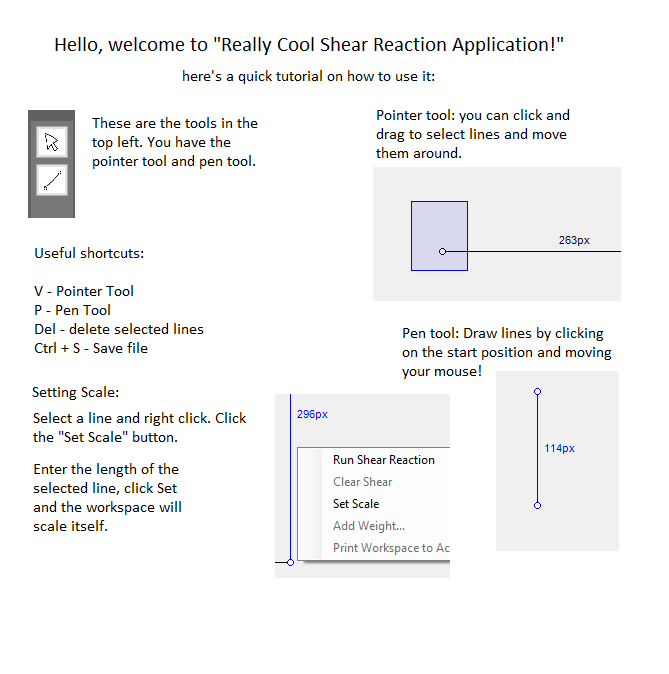 Hello, welcome to "Really Cool Shear Reaction Application!"
here's a quick tutorial on how to use it:
These are the tools in the
top left. You have the
pointer tool and pen tool.
Pointer tool: you can click and
drag to select lines and move
them around.
263px
Useful shortcuts:
V - Pointer Tool
P - Pen Tool
Del - delete selected lines
Ctrl + S - Save file
Pen tool: Draw lines by clicking
on the start position and moving
your mouse!
114px
Setting Scale:
Select a line and right click. Click
the "Set Scale" button.
Enter the length of the
selected line, click Set
and the workspace will
scale itself.
296px
Run Shear Reaction
Clear Shear
Set Scale
Add Weight...
Print Workspace to Ac